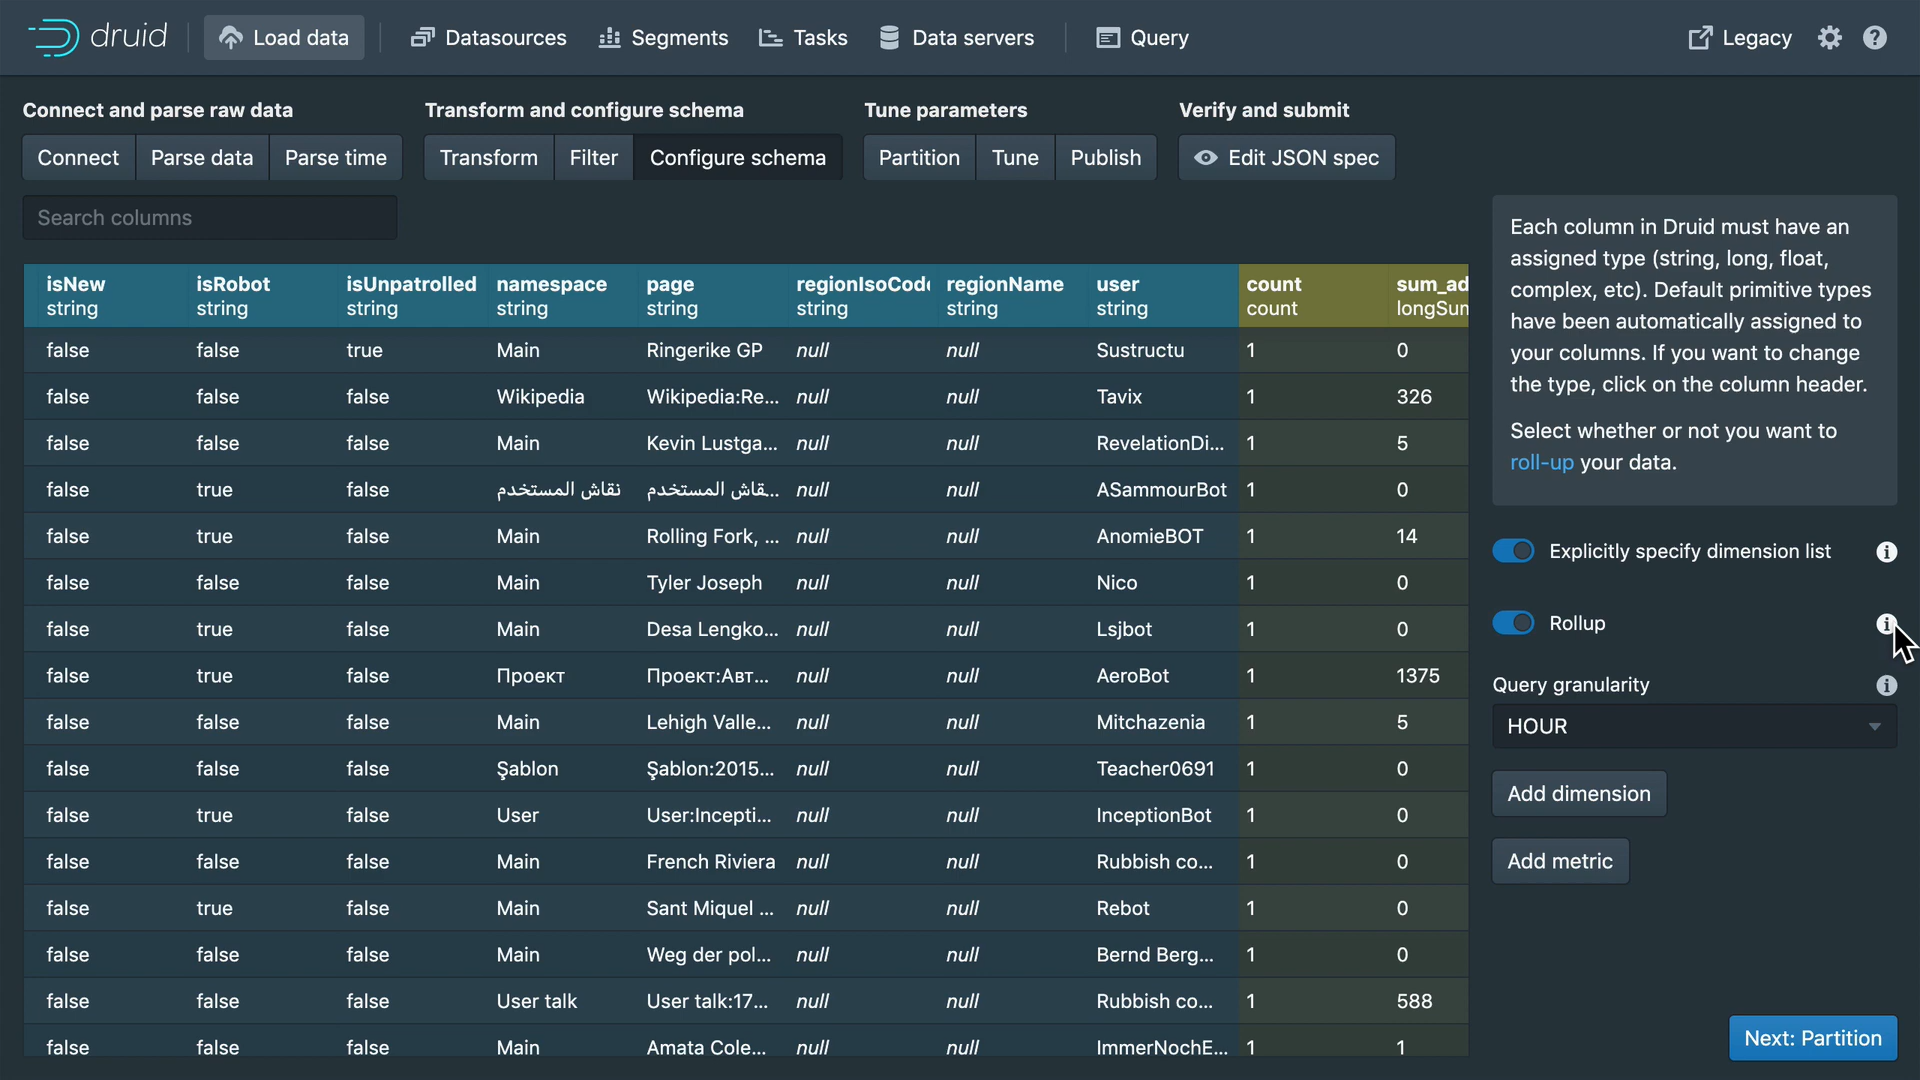 druid Load data Datasources Segments Tasks Data servers Query Legacy
Connect and parse raw data Transform and configure schema Tune parameters Verify and submit
Connect Parse data Parse time Transform Filter Configure schema Partition Tune Publish Edit JSON spec
Search columns
isNew isRobot isUnpatrolled namespace page regionIsoCod regionName user count sum_ad
string string string string string string string string count longSum
false false true Main Ringerike GP null null Sustructu 1 0
false false false Wikipedia Wikipedia:Re... null null Tavix 1 326
false false false Main Kevin Lustga... null null RevelationDi... 1 5
false true false نقاش المستخدم قاش المستخدم... null null ASammourBot 1 0
false true false Main Rolling Fork, ... null null AnomieBOT 1 14
false false false Main Tyler Joseph null null Nico 1 0
false true false Main Desa Lengko... null null Lsjbot 1 0
false true false Проект Проект:Авт... null null AeroBot 1 1375
false false false Main Lehigh Valle... null null Mitchazenia 1 5
false false false Şablon Şablon:2015... null null Teacher0691 1 0
false true false User User:Incepti... null null InceptionBot 1 0
false false false Main French Riviera null null Rubbish co... 1 0
false true false Main Sant Miquel ... null null Rebot 1 0
false false false Main Weg der pol... null null Bernd Berg... 1 0
false false false User talk User talk:17... null null Rubbish co... 1 588
false false false Main Amata Cole... null null ImmerNochE... 1 1
Each column in Druid must have an
assigned type (string, long, float,
complex, etc). Default primitive types
have been automatically assigned to
your columns. If you want to change
the type, click on the column header.
Select whether or not you want to
roll-up your data.
Explicitly specify dimension list
Rollup
Query granularity
HOUR
Add dimension
Add metric
Next: Partition